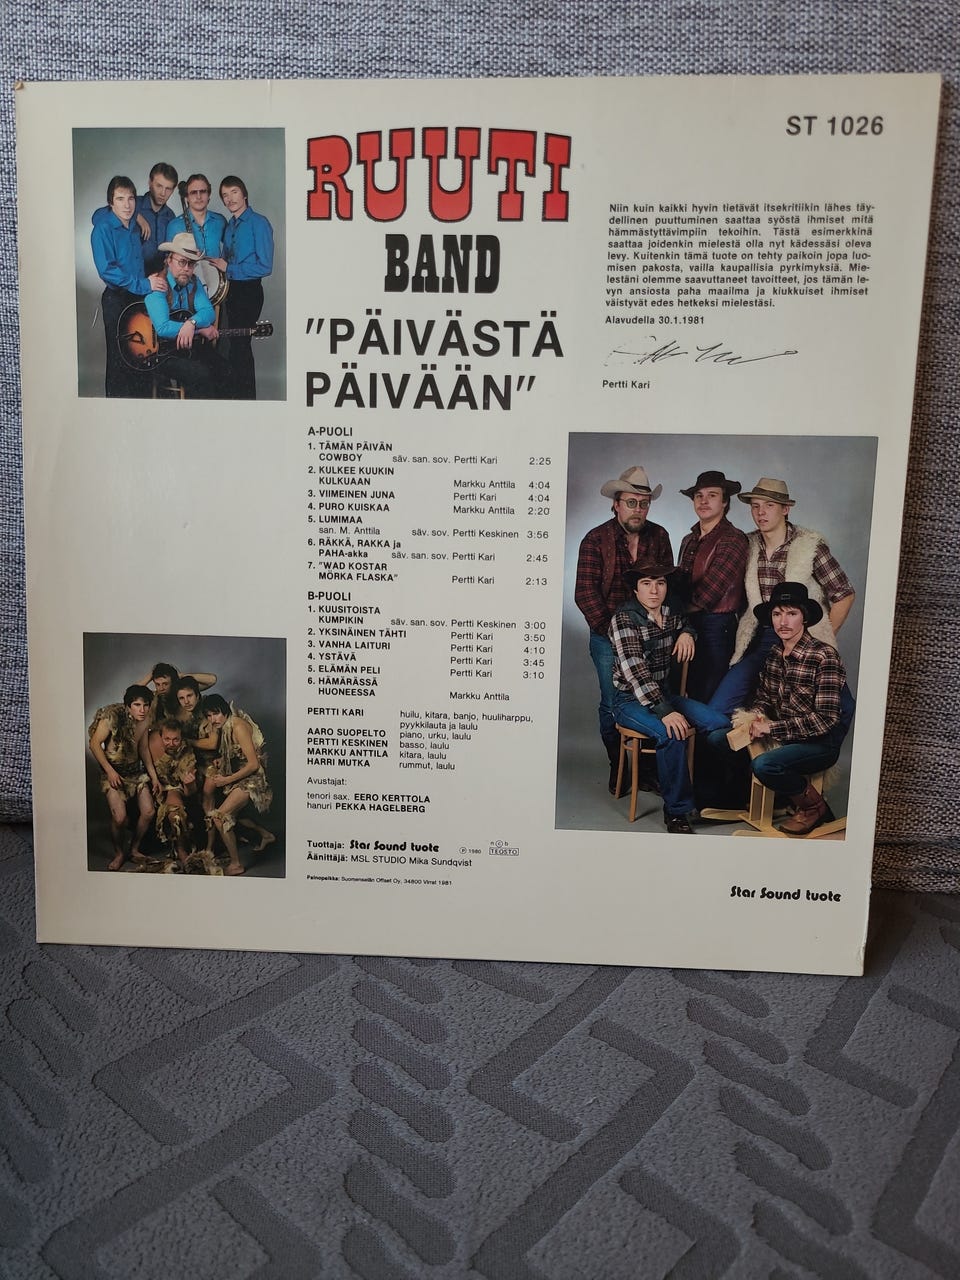 ST 1026
RUUTI
BAND
"PÄIVÄSTÄ
PÄIVÄÄN"
Niin kuin kaikki hyvin tietävät itsekritiikin lähes täy-
dellinen puuttuminen saattaa syöstä ihmiset mitä
hämmästyttävimpiin tekoihin. Tästä esimerkkinä
saattaa joidenkin mielestä olla nyt kädessäsi oleva
levy. Kuitenkin tämä tuote on tehty paikoin jopa luo-
misen pakosta, vailla kaupallisia pyrkimyksiä. Mie-
lestäni olemme saavuttaneet tavoitteet, jos tämän le-
vyn ansiosta paha maailma ja kiukkuiset ihmiset
väistyvät edes hetkeksi mielestäsi.
Alavudella 30.1.1981
Pertti Kari
A-PUOLI
1. TÄMÄN PÄIVÄN
COWBOY säv. san. sov. Pertti Kari 2:25
2. KULKEE KUUKIN
KULKUAAN Markku Anttila 4:04
3. VIIMEINEN JUNA Pertti Kari 4:04
4. PURO KUISKAA Markku Anttila 2:20
5. LUMIMAA
san. M. Anttila säv. sov. Pertti Keskinen 3:56
6. RÄKKÄ, RAKKA ja
PAHA-akka säv. san. sov. Pertti Kari 2:45
7. "WAD KOSTAR
MÖRKA FLASKA" Pertti Kari 2:13
B-PUOLI
1. KUUSITOISTA
KUMPIKIN säv. san. sov. Pertti Keskinen 3:00
2. YKSINÄINEN TÄHTI Pertti Kari 3:50
3. VANHA LAITURI Pertti Kari 4:10
4. YSTÄVÄ Pertti Kari 3:45
5. ELÄMÄN PELI Pertti Kari 3:10
6. HÄMÄRÄSSÄ
HUONEESSA Markku Anttila
PERTTI KARI huilu, kitara, banjo, huuliharppu,
pyykkilauta ja laulu
AARO SUOPELTO piano, urku, laulu
PERTTI KESKINEN basso, laulu
MARKKU ANTTILA kitara, laulu
HARRI MUTKA rummut, laulu
Avustajat:
tenori sax. EERO KERTTOLA
hanuri PEKKA HAGELBERG
Tuottaja: Star Sound tuote ℗ 1980 n©b TEOSTO
Äänittäjä: MSL STUDIO Mika Sundqvist
Painopaikka: Suomenselän Offset Oy, 34800 Virrat 1981
Star Sound tuote